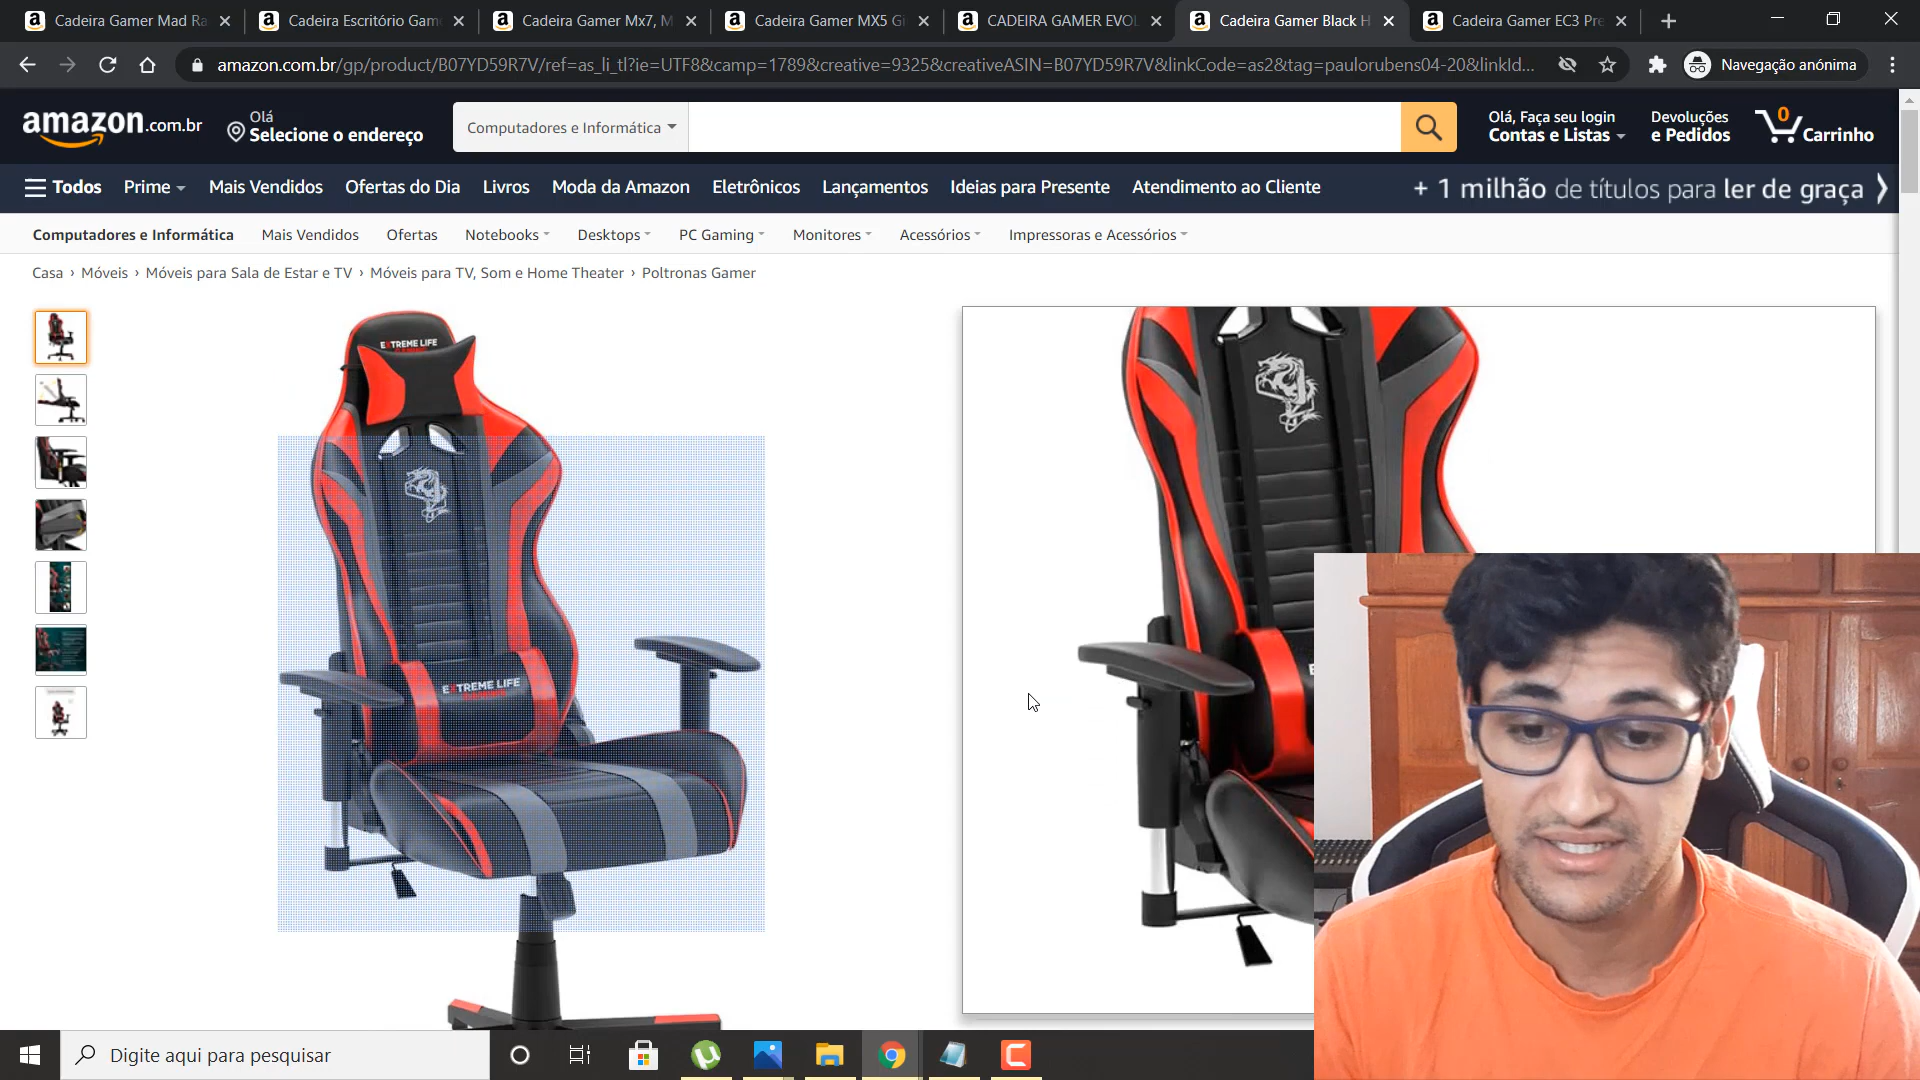 Cadeira Gamer Mad Ra
Cadeira Escritório Game
Cadeira Gamer Mx7, M
Cadeira Gamer MX5 Gi
CADEIRA GAMER EVOL
Cadeira Gamer Black H
Cadeira Gamer EC3 Pre
amazon.com.br/gp/product/B07YD59R7V/ref=as_li_tl?ie=UTF8&camp=1789&creative=9325&creativeASIN=B07YD59R7V&linkCode=as2&tag=paulorubens04-20&linkId...
Navegação anónima
amazon.com.br
Olá
Selecione o endereço
Computadores e Informática
Olá, Faça seu login
Contas e Listas
Devoluções
e Pedidos
0
Carrinho
Todos
Prime
Mais Vendidos
Ofertas do Dia
Livros
Moda da Amazon
Eletrônicos
Lançamentos
Ideias para Presente
Atendimento ao Cliente
+ 1 milhão de títulos para ler de graça
Computadores e Informática
Mais Vendidos
Ofertas
Notebooks
Desktops
PC Gaming
Monitores
Acessórios
Impressoras e Acessórios
Casa › Móveis › Móveis para Sala de Estar e TV › Móveis para TV, Som e Home Theater › Poltronas Gamer
EXTREME LIFE
EXTREME LIFE
Digite aqui para pesquisar